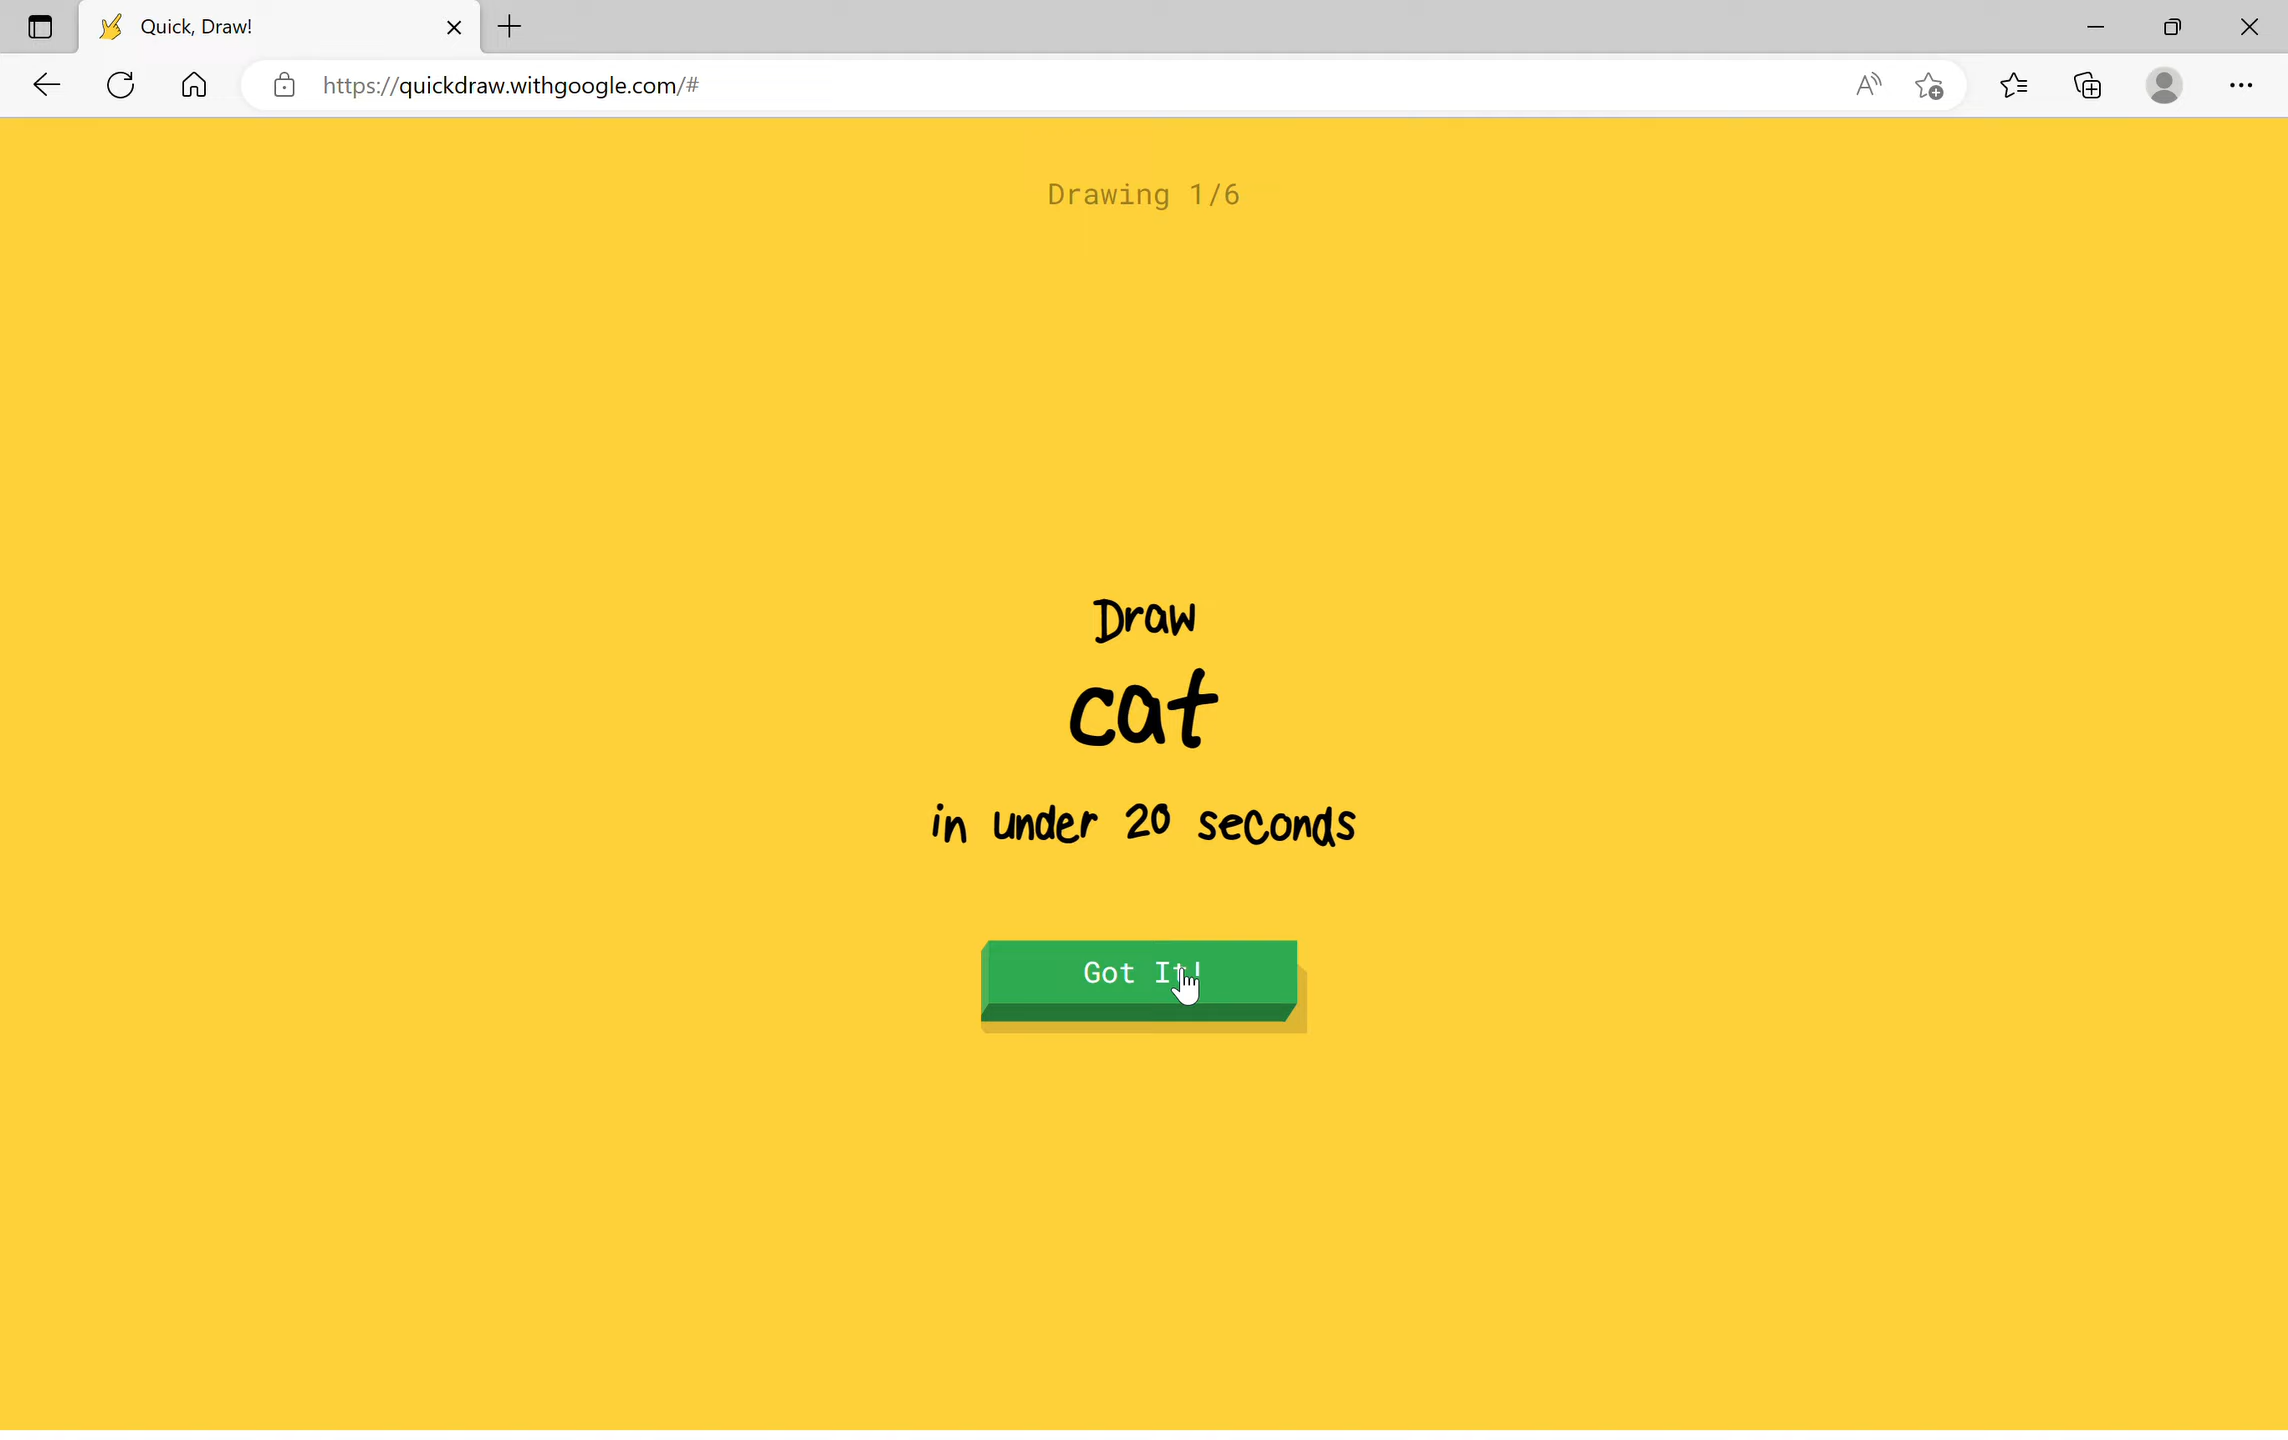 Quick, Draw!
https://quickdraw.withgoogle.com/#
Drawing 1/6
Draw
cat
in under 20 seconds
Got It!